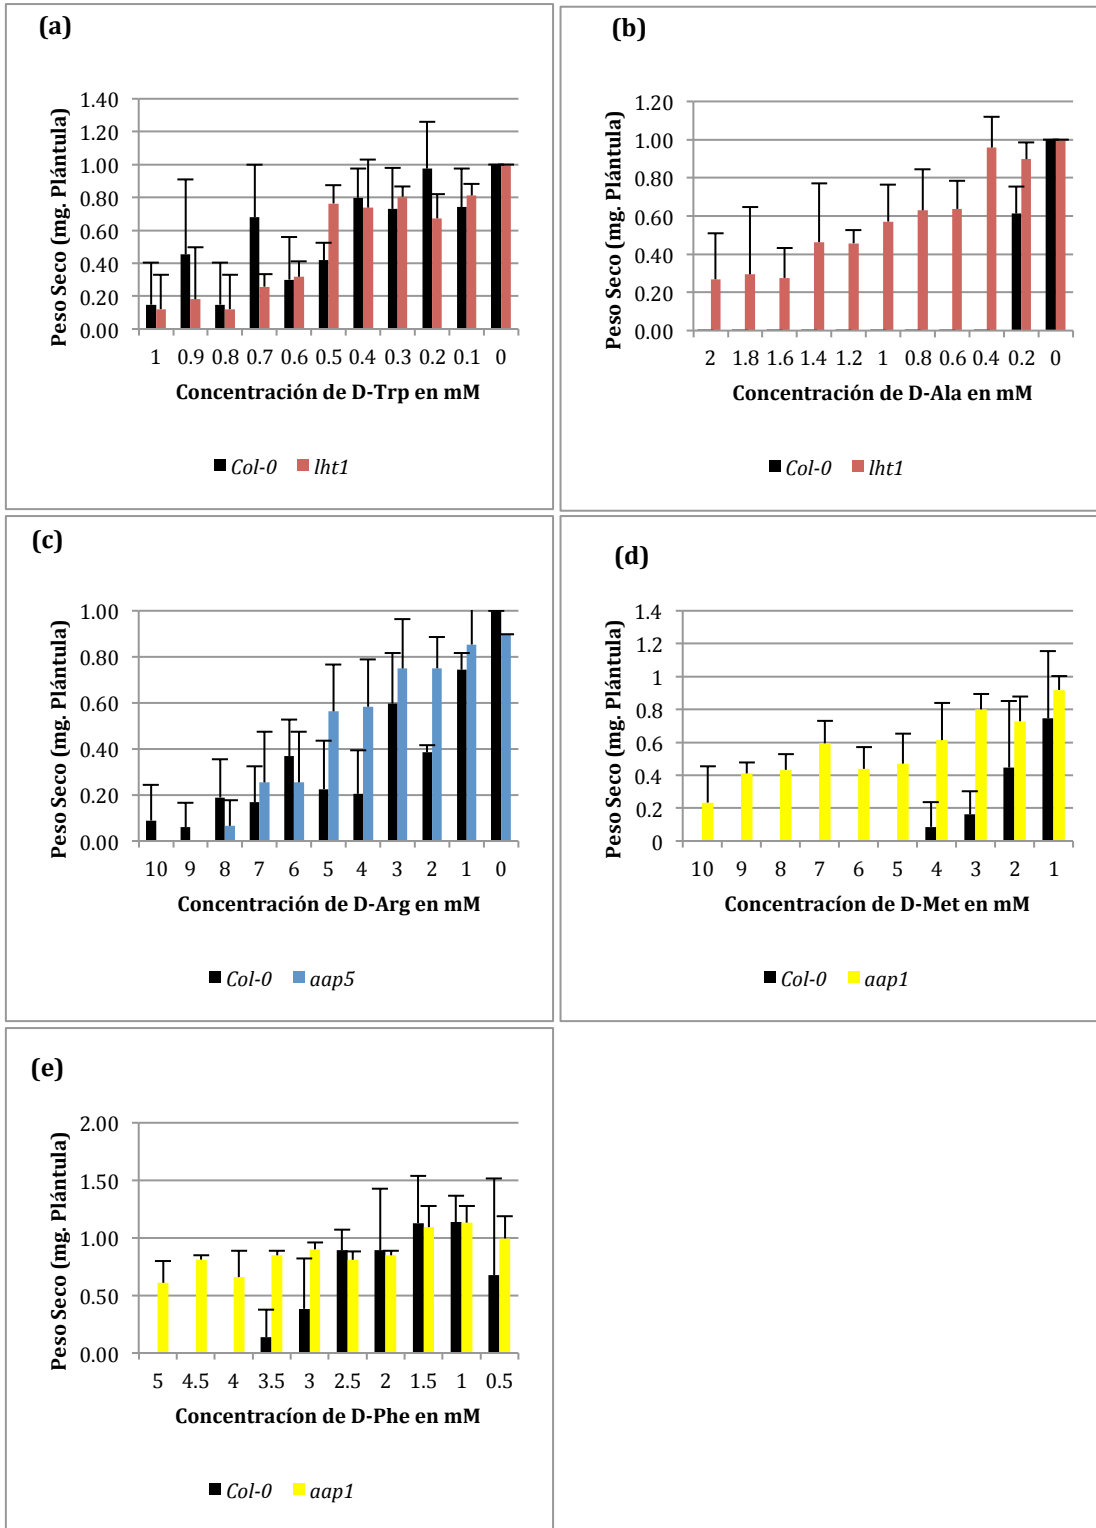 (a)
Peso Seco (mg. Plántula)
1.40
1.20
1.00
0.80
0.60
0.40
0.20
0.00
1 0.9 0.8 0.7 0.6 0.5 0.4 0.3 0.2 0.1 0
Concentración de D-Trp en mM
Col-0 lht1
(b)
Peso Seco (mg. Plántula)
1.20
1.00
0.80
0.60
0.40
0.20
0.00
2 1.8 1.6 1.4 1.2 1 0.8 0.6 0.4 0.2 0
Concentración de D-Ala en mM
Col-0 lht1
(c)
Peso Seco (mg. Plántula)
1.00
0.80
0.60
0.40
0.20
0.00
10 9 8 7 6 5 4 3 2 1 0
Concentración de D-Arg en mM
Col-0 aap5
(d)
Peso Seco (mg. Plántula)
1.4
1.2
1
0.8
0.6
0.4
0.2
0
10 9 8 7 6 5 4 3 2 1
Concentracíon de D-Met en mM
Col-0 aap1
(e)
Peso Seco (mg. Plántula)
2.00
1.50
1.00
0.50
0.00
5 4.5 4 3.5 3 2.5 2 1.5 1 0.5
Concentracíon de D-Phe en mM
Col-0 aap1